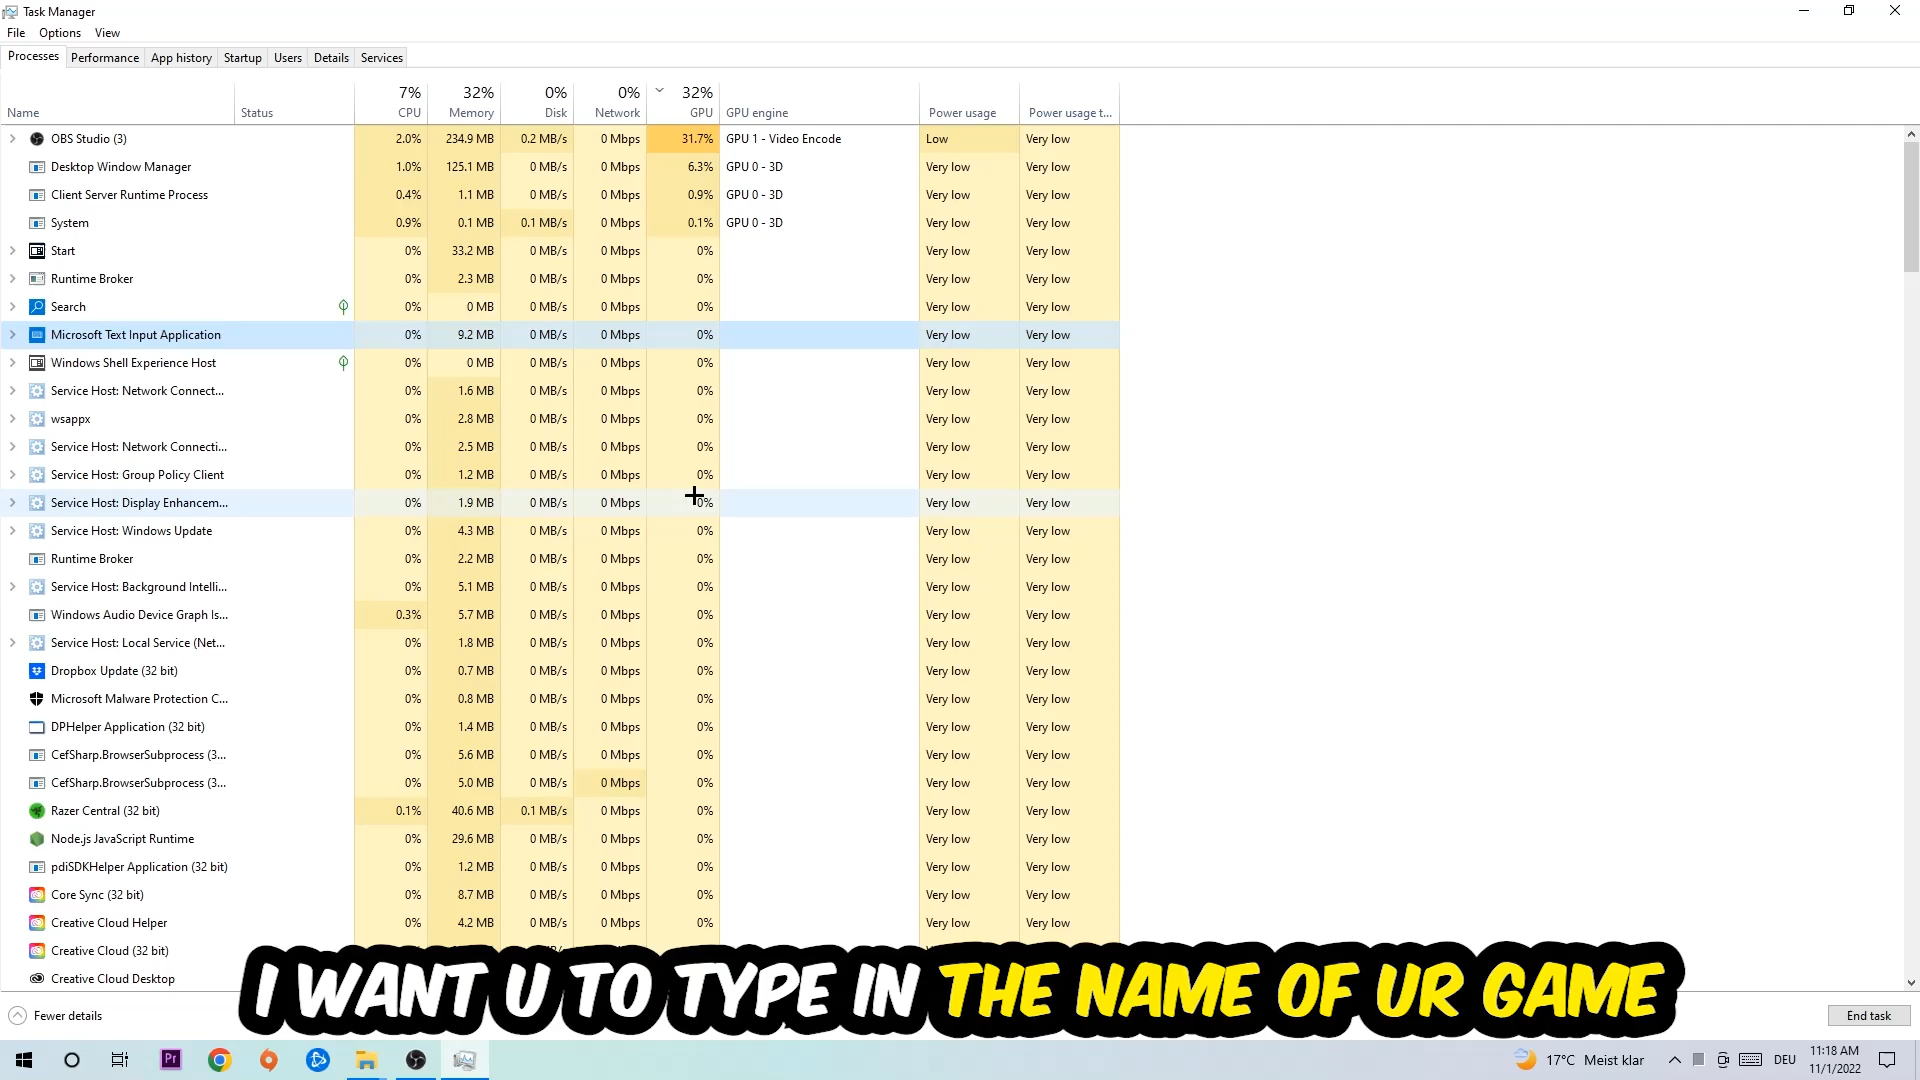 Task Manager
File Options View
Processes Performance App history Startup Users Details Services
7% 32% 0% 0% 32%
Name Status CPU Memory Disk Network GPU GPU engine Power usage Power usage t...
OBS Studio (3) 2.0% 234.9 MB 0.2 MB/s 0 Mbps 31.7% GPU 1 - Video Encode Low Very low
Desktop Window Manager 1.0% 125.1 MB 0 MB/s 0 Mbps 6.3% GPU 0 - 3D Very low Very low
Client Server Runtime Process 0.4% 1.1 MB 0 MB/s 0 Mbps 0.9% GPU 0 - 3D Very low Very low
System 0.9% 0.1 MB 0.1 MB/s 0 Mbps 0.1% GPU 0 - 3D Very low Very low
Start 0% 33.2 MB 0 MB/s 0 Mbps 0% Very low Very low
Runtime Broker 0% 2.3 MB 0 MB/s 0 Mbps 0% Very low Very low
Search 0% 0 MB 0 MB/s 0 Mbps 0% Very low Very low
Microsoft Text Input Application 0% 9.2 MB 0 MB/s 0 Mbps 0% Very low Very low
Windows Shell Experience Host 0% 0 MB 0 MB/s 0 Mbps 0% Very low Very low
Service Host: Network Connect... 0% 1.6 MB 0 MB/s 0 Mbps 0% Very low Very low
wsappx 0% 2.8 MB 0 MB/s 0 Mbps 0% Very low Very low
Service Host: Network Connecti... 0% 2.5 MB 0 MB/s 0 Mbps 0% Very low Very low
Service Host: Group Policy Client 0% 1.2 MB 0 MB/s 0 Mbps 0% Very low Very low
Service Host: Display Enhancem... 0% 1.9 MB 0 MB/s 0 Mbps 0% Very low Very low
Service Host: Windows Update 0% 4.3 MB 0 MB/s 0 Mbps 0% Very low Very low
Runtime Broker 0% 2.2 MB 0 MB/s 0 Mbps 0% Very low Very low
Service Host: Background Intelli... 0% 5.1 MB 0 MB/s 0 Mbps 0% Very low Very low
Windows Audio Device Graph Is... 0.3% 5.7 MB 0 MB/s 0 Mbps 0% Very low Very low
Service Host: Local Service (Net... 0% 1.8 MB 0 MB/s 0 Mbps 0% Very low Very low
Dropbox Update (32 bit) 0% 0.7 MB 0 MB/s 0 Mbps 0% Very low Very low
Microsoft Malware Protection C... 0% 0.8 MB 0 MB/s 0 Mbps 0% Very low Very low
DPHelper Application (32 bit) 0% 1.4 MB 0 MB/s 0 Mbps 0% Very low Very low
CefSharp.BrowserSubprocess (3... 0% 5.6 MB 0 MB/s 0 Mbps 0% Very low Very low
CefSharp.BrowserSubprocess (3... 0% 5.0 MB 0 MB/s 0 Mbps 0% Very low Very low
Razer Central (32 bit) 0.1% 40.6 MB 0.1 MB/s 0 Mbps 0% Very low Very low
Node.js JavaScript Runtime 0% 29.6 MB 0 MB/s 0 Mbps 0% Very low Very low
pdiSDKHelper Application (32 bit) 0% 1.2 MB 0 MB/s 0 Mbps 0% Very low Very low
Core Sync (32 bit) 0% 8.7 MB 0 MB/s 0 Mbps 0% Very low Very low
Creative Cloud Helper 0% 4.2 MB 0 MB/s 0 Mbps 0% Very low Very low
Creative Cloud (32 bit)
Creative Cloud Desktop
I WANT U TO TYPE IN THE NAME OF UR GAME
Fewer details End task
Pr 17°C Meist klar DEU 11:18 AM
11/1/2022